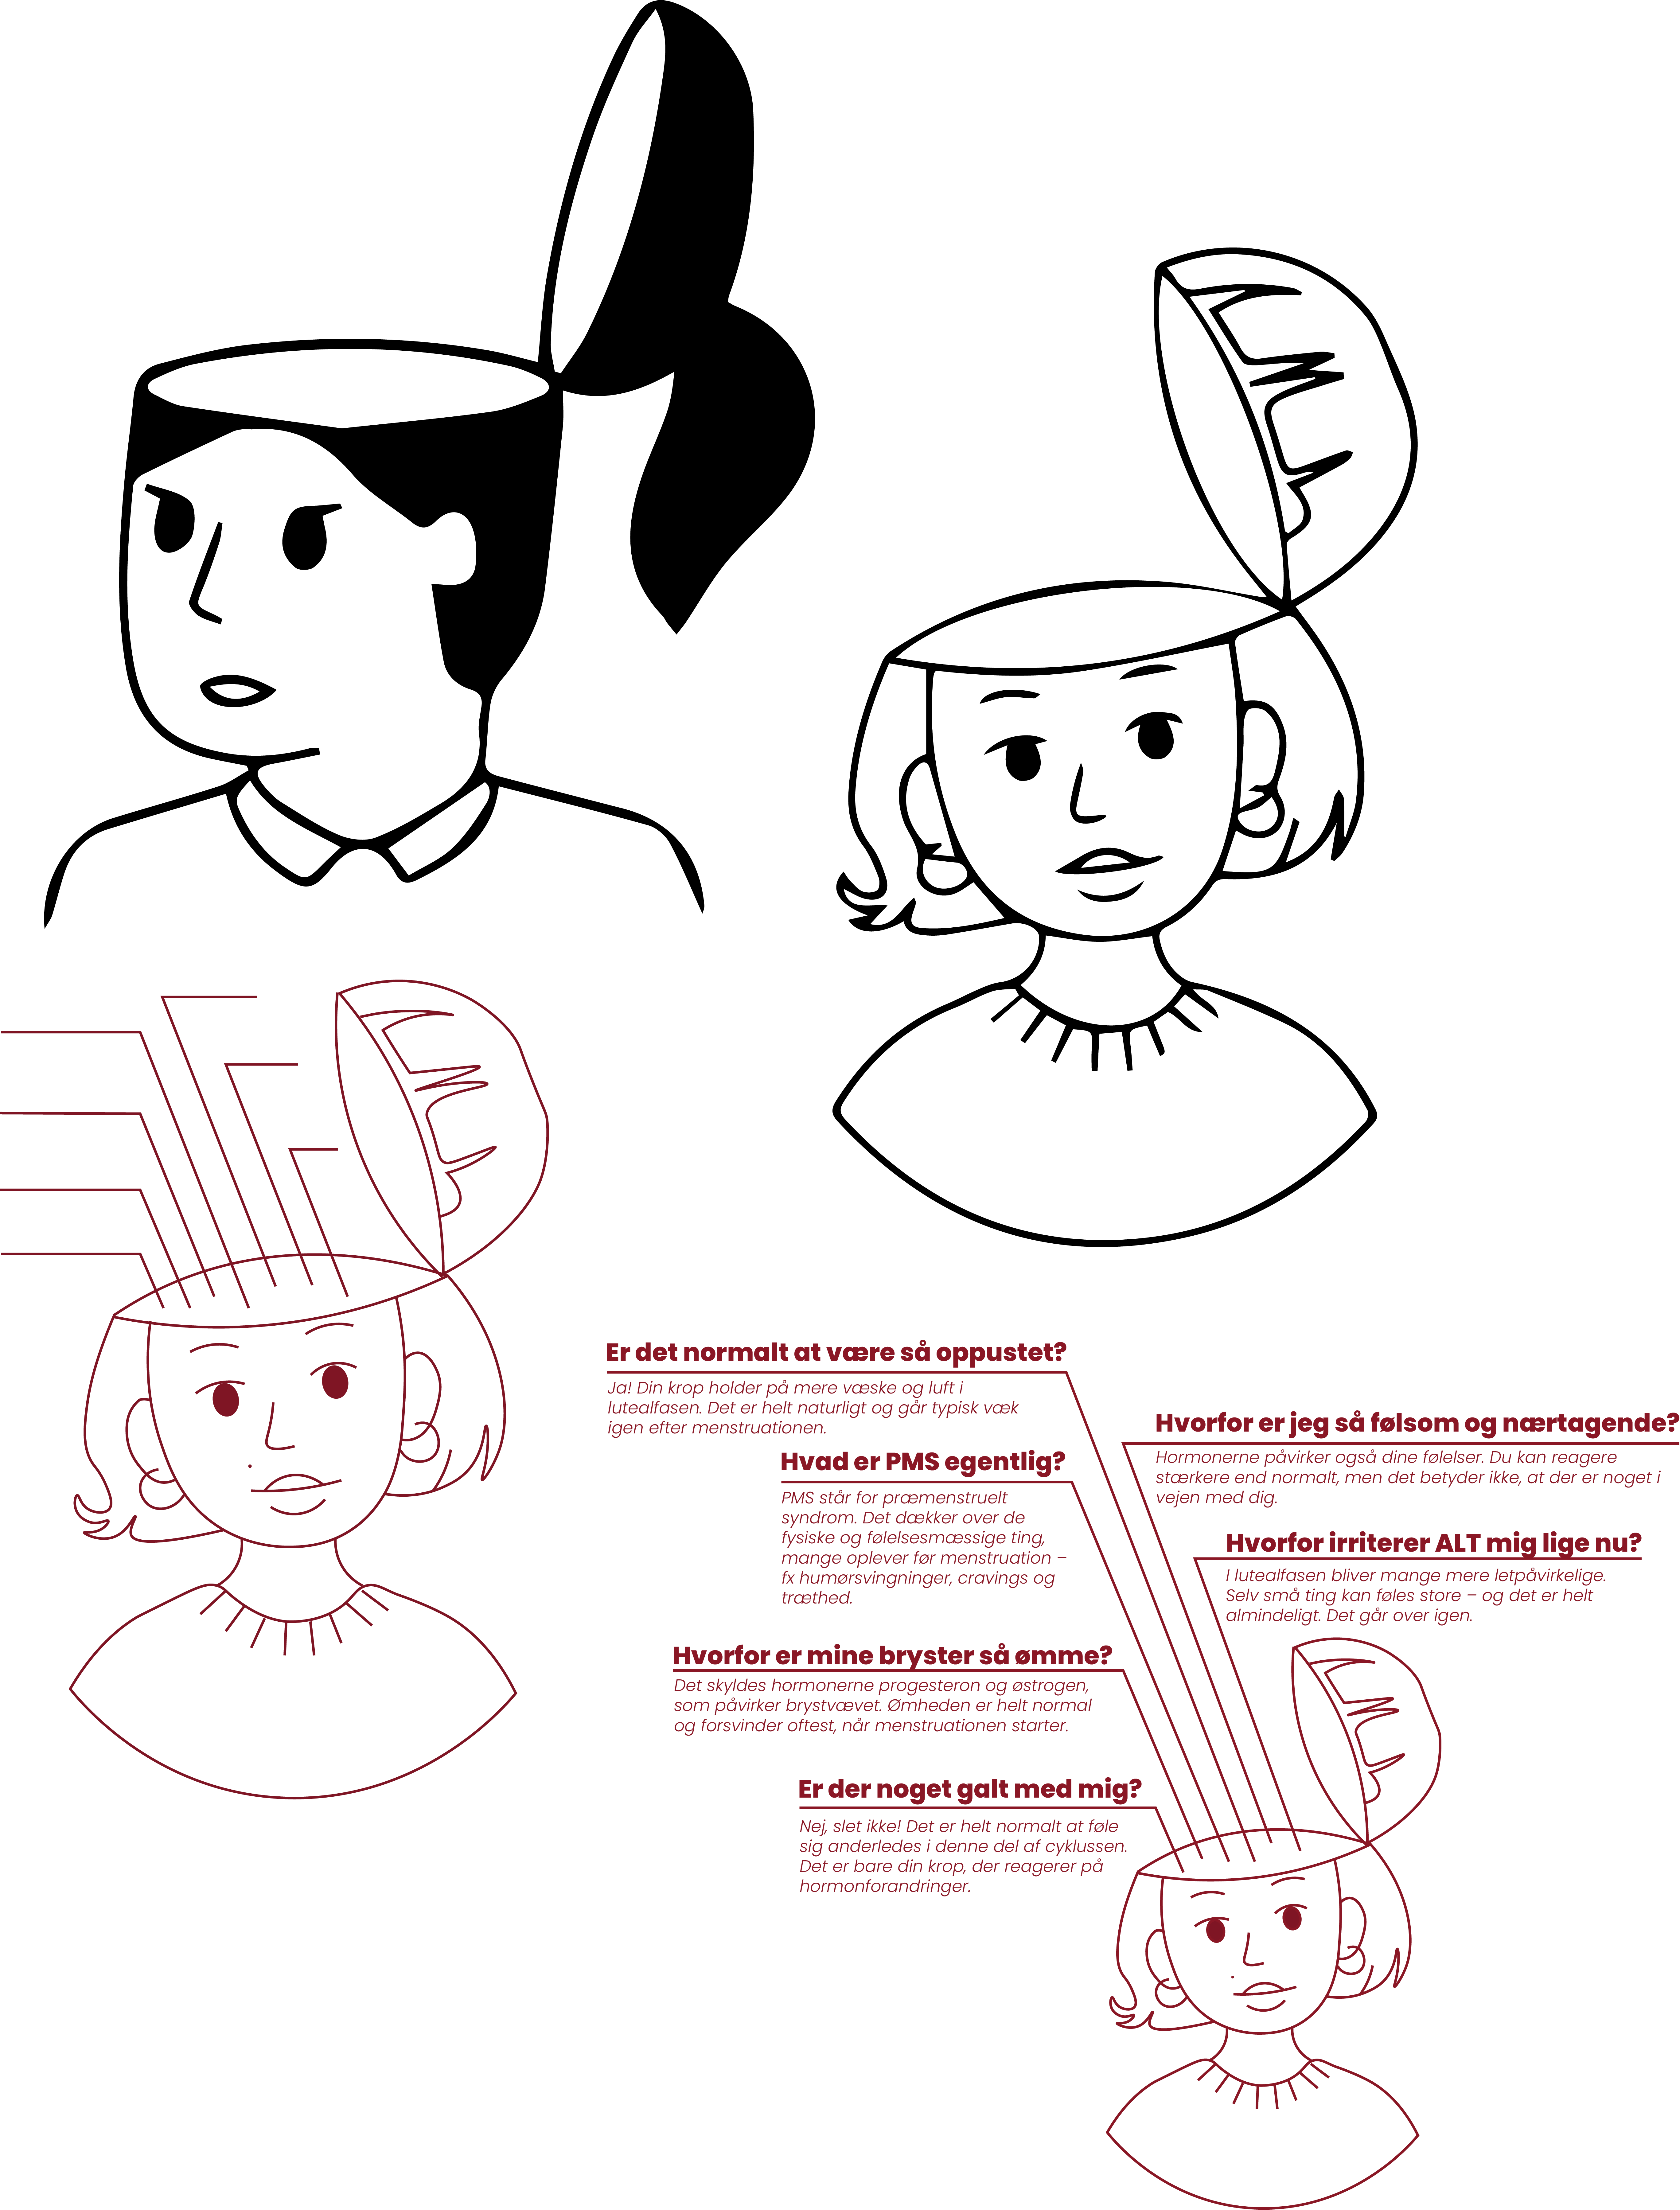 Er det normalt at være så oppustet?
Ja! Din krop holder på mere væske og luft i
lutealfasen. Det er helt naturligt og går typisk væk
igen efter menstruationen.
Hvorfor er jeg så følsom og nærtagende?
Hormonerne påvirker også dine følelser. Du kan reagere
stærkere end normalt, men det betyder ikke, at der er noget i
vejen med dig.
Hvad er PMS egentlig?
PMS står for præmenstruelt
syndrom. Det dækker over de
fysiske og følelsesmæssige ting,
mange oplever før menstruation –
fx humørsvingninger, cravings og
træthed.
Hvorfor irriterer ALT mig lige nu?
I lutealfasen bliver mange mere letpåvirkelige.
Selv små ting kan føles store – og det er helt
almindeligt. Det går over igen.
Hvorfor er mine bryster så ømme?
Det skyldes hormonerne progesteron og østrogen,
som påvirker brystvævet. Ømheden er helt normal
og forsvinder oftest, når menstruationen starter.
Er der noget galt med mig?
Nej, slet ikke! Det er helt normalt at føle
sig anderledes i denne del af cyklussen.
Det er bare din krop, der reagerer på
hormonforandringer.